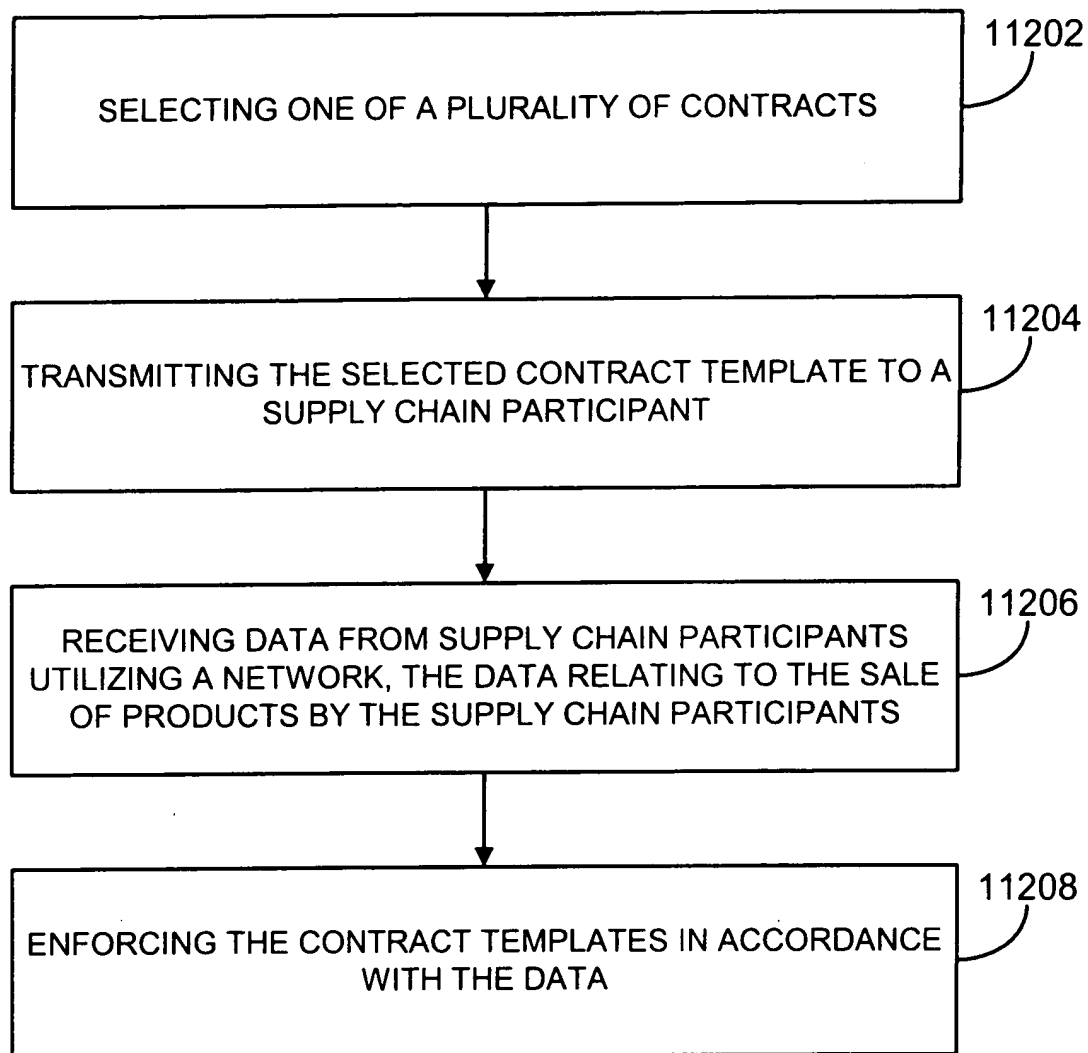 11202
SELECTING ONE OF A PLURALITY OF CONTRACTS
11204
TRANSMITTING THE SELECTED CONTRACT TEMPLATE TO A
SUPPLY CHAIN PARTICIPANT
11206
RECEIVING DATA FROM SUPPLY CHAIN PARTICIPANTS
UTILIZING A NETWORK, THE DATA RELATING TO THE SALE
OF PRODUCTS BY THE SUPPLY CHAIN PARTICIPANTS
11208
ENFORCING THE CONTRACT TEMPLATES IN ACCORDANCE
WITH THE DATA